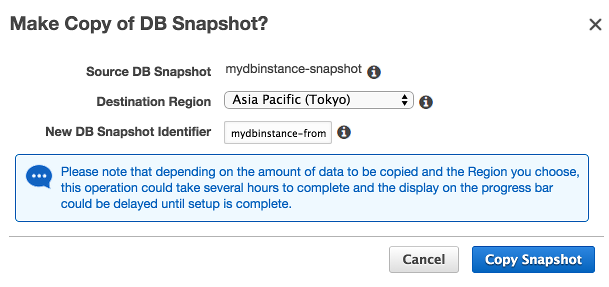 Make Copy of DB Snapshot?
Source DB Snapshot mydbinstance-snapshot
Destination Region Asia Pacific (Tokyo)
New DB Snapshot Identifier mydbinstance-from
Please note that depending on the amount of data to be copied and the Region you choose,
this operation could take several hours to complete and the display on the progress bar
could be delayed until setup is complete.
Cancel Copy Snapshot